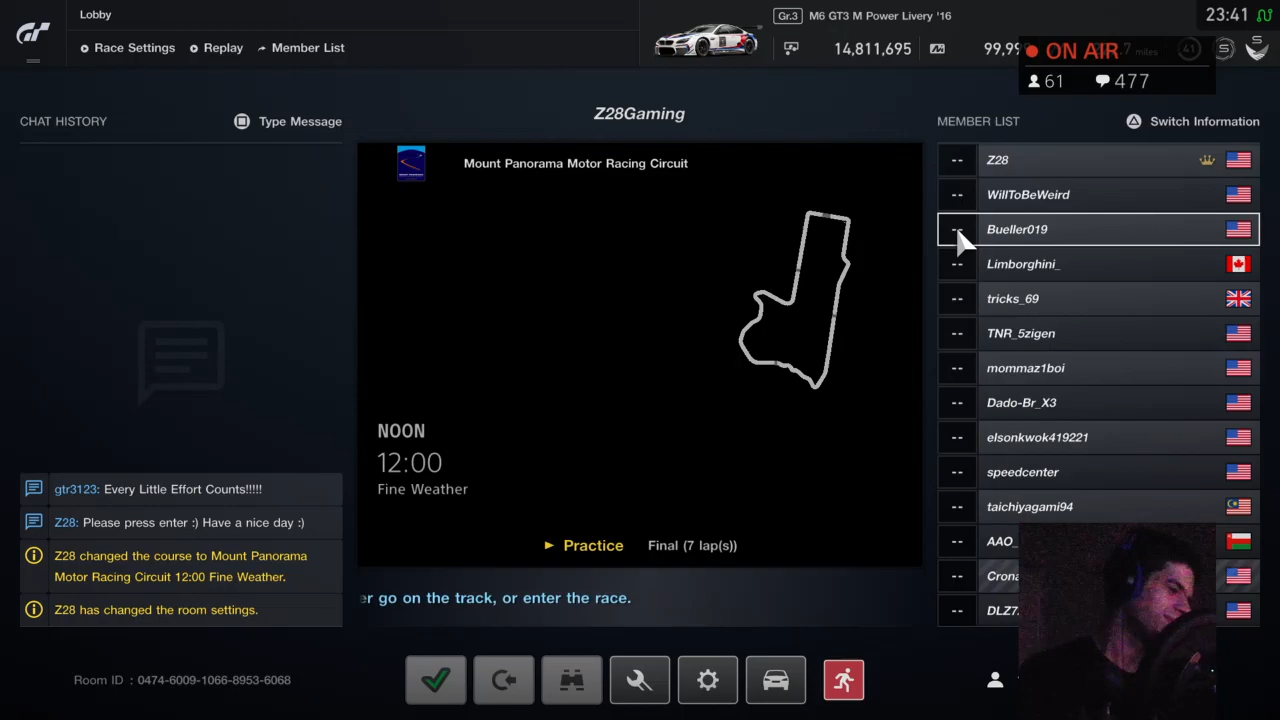 Lobby
Race Settings Replay Member List
Gr.3 M6 GT3 M Power Livery '16
14,811,695
99,99
23:41
ON AIR
.7 miles
41
S
S
61 477
CHAT HISTORY
Type Message
Z28Gaming
MEMBER LIST
Switch Information
Mount Panorama Motor Racing Circuit
-- Z28
-- WillToBeWeird
-- Bueller019
-- Limborghini_
-- tricks_69
-- TNR_5zigen
-- mommaz1boi
-- Dado-Br_X3
-- elsonkwok419221
-- speedcenter
-- taichiyagami94
-- AAO_
-- Crona
-- DLZ7
NOON
12:00
Fine Weather
Practice Final (7 lap(s))
er go on the track, or enter the race.
gtr3123: Every Little Effort Counts!!!!!
Z28: Please press enter :) Have a nice day :)
Z28 changed the course to Mount Panorama
Motor Racing Circuit 12:00 Fine Weather.
Z28 has changed the room settings.
Room ID : 0474-6009-1066-8953-6068